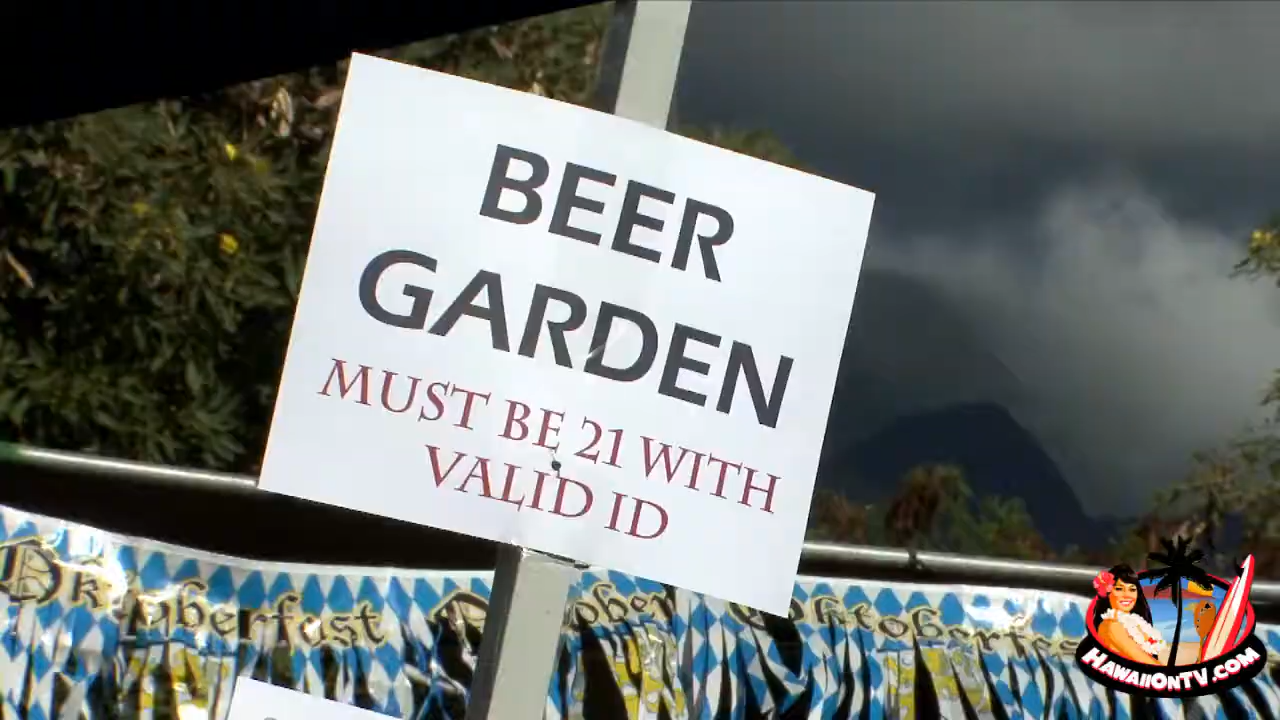 BEER
GARDEN
MUST BE 21 WITH
VALID ID
Oktoberfest
Oktoberfest
HAWAIIONTV.COM